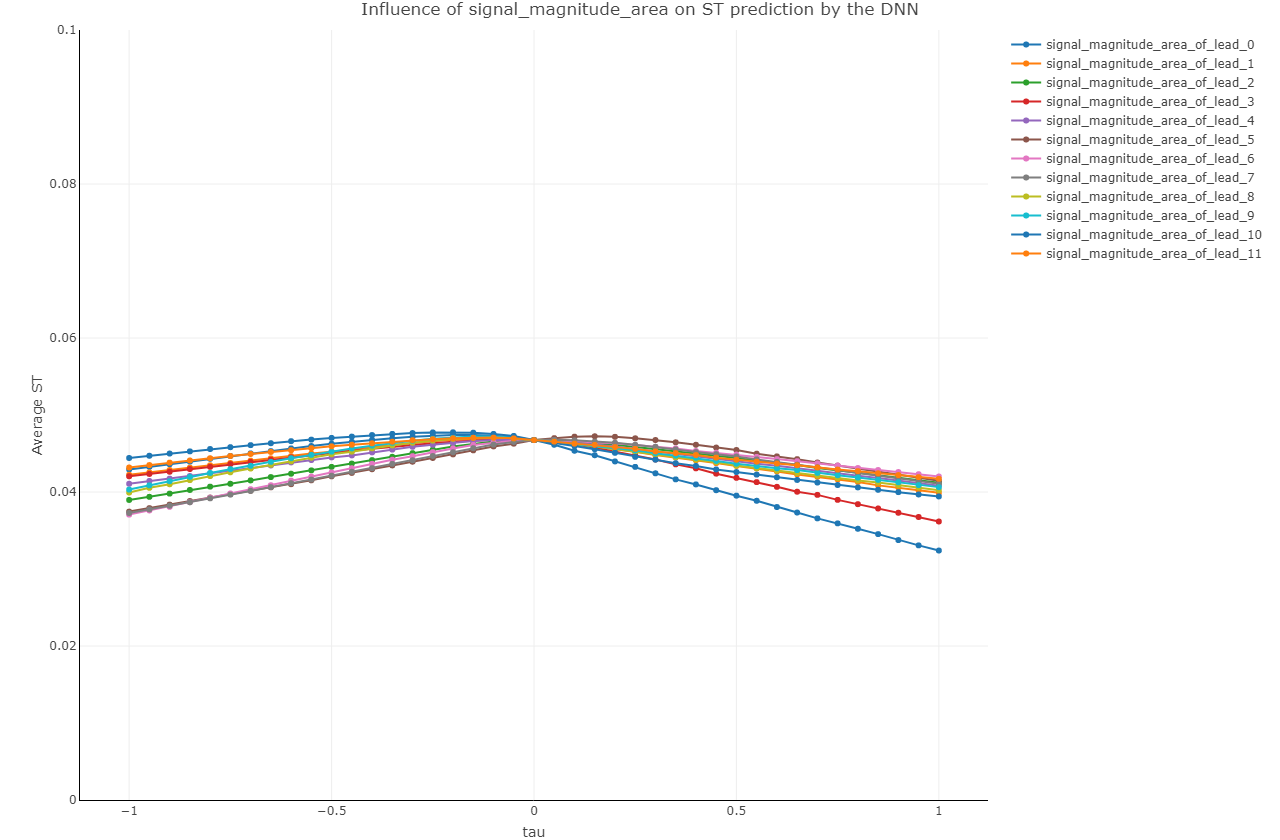 Influence of signal_magnitude_area on ST prediction by the DNN
0.1
0.08
0.06
0.04
0.02
0
Average ST
−1
−0.5
0
0.5
1
tau
signal_magnitude_area_of_lead_0
signal_magnitude_area_of_lead_1
signal_magnitude_area_of_lead_2
signal_magnitude_area_of_lead_3
signal_magnitude_area_of_lead_4
signal_magnitude_area_of_lead_5
signal_magnitude_area_of_lead_6
signal_magnitude_area_of_lead_7
signal_magnitude_area_of_lead_8
signal_magnitude_area_of_lead_9
signal_magnitude_area_of_lead_10
signal_magnitude_area_of_lead_11